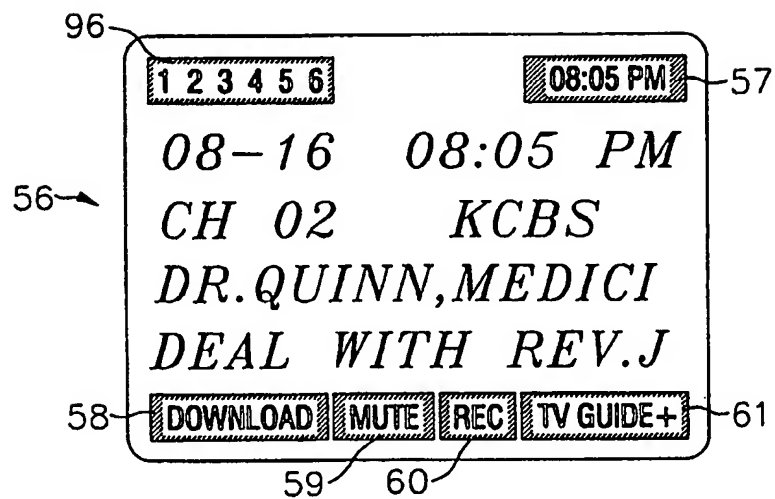 96
1 2 3 4 5 6 08:05 PM 57
08-16 08:05 PM
56 CH 02 KCBS
DR.QUINN,MEDICI
DEAL WITH REV.J
58 DOWNLOAD MUTE REC TV GUIDE+ 61
59 60